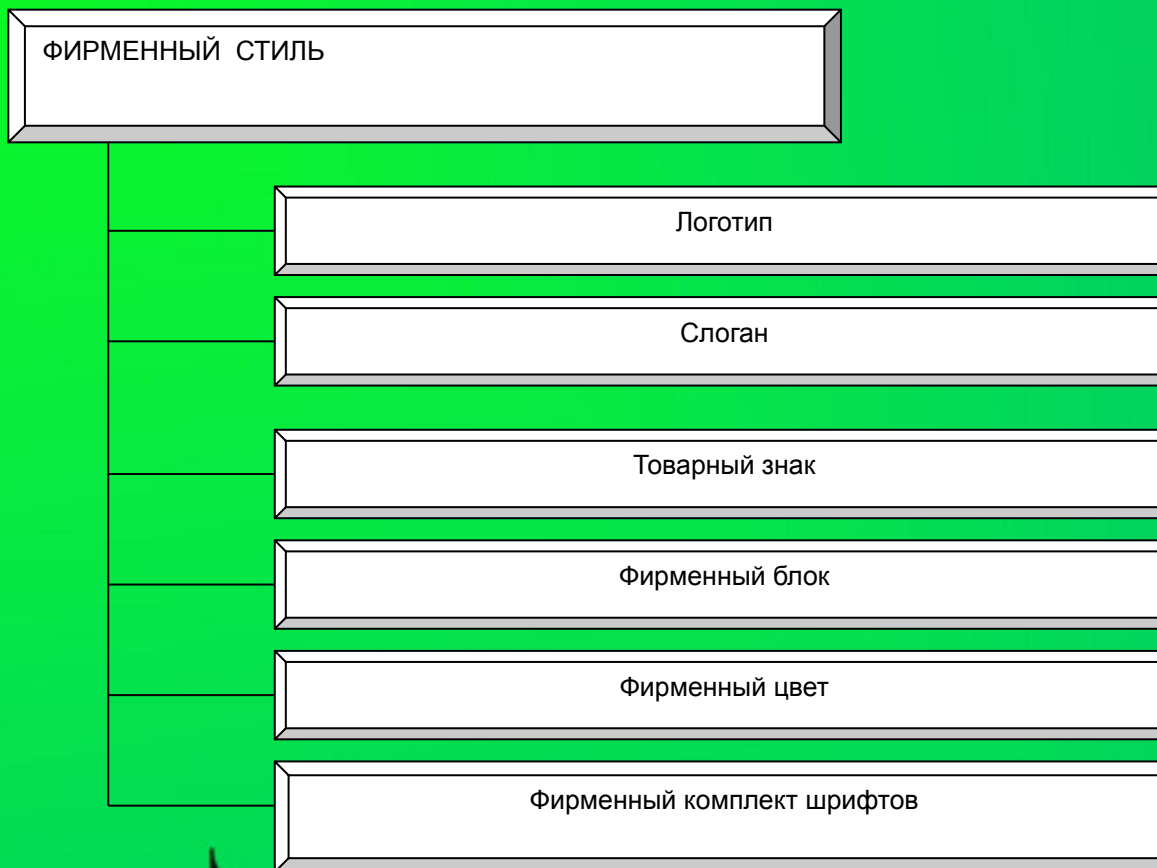 ФИРМЕННЫЙ СТИЛЬ
Логотип
Слоган
Товарный знак
Фирменный блок
Фирменный цвет
Фирменный комплект шрифтов